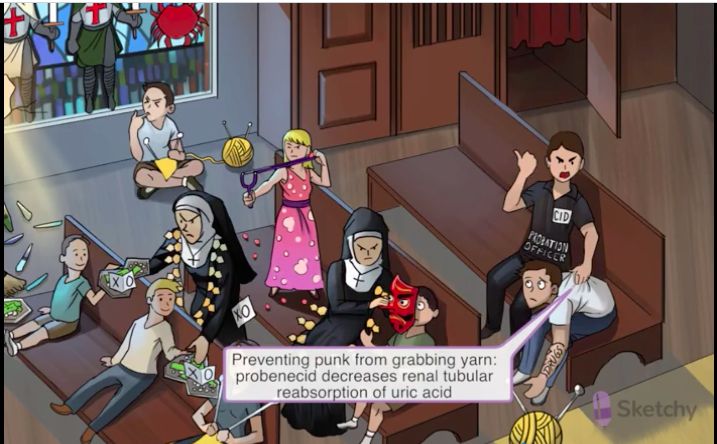 XO
XO
XO
CID
PROBATION
OFFICER
DRUGS
Preventing punk from grabbing yarn:
probenecid decreases renal tubular
reabsorption of uric acid
Sketchy